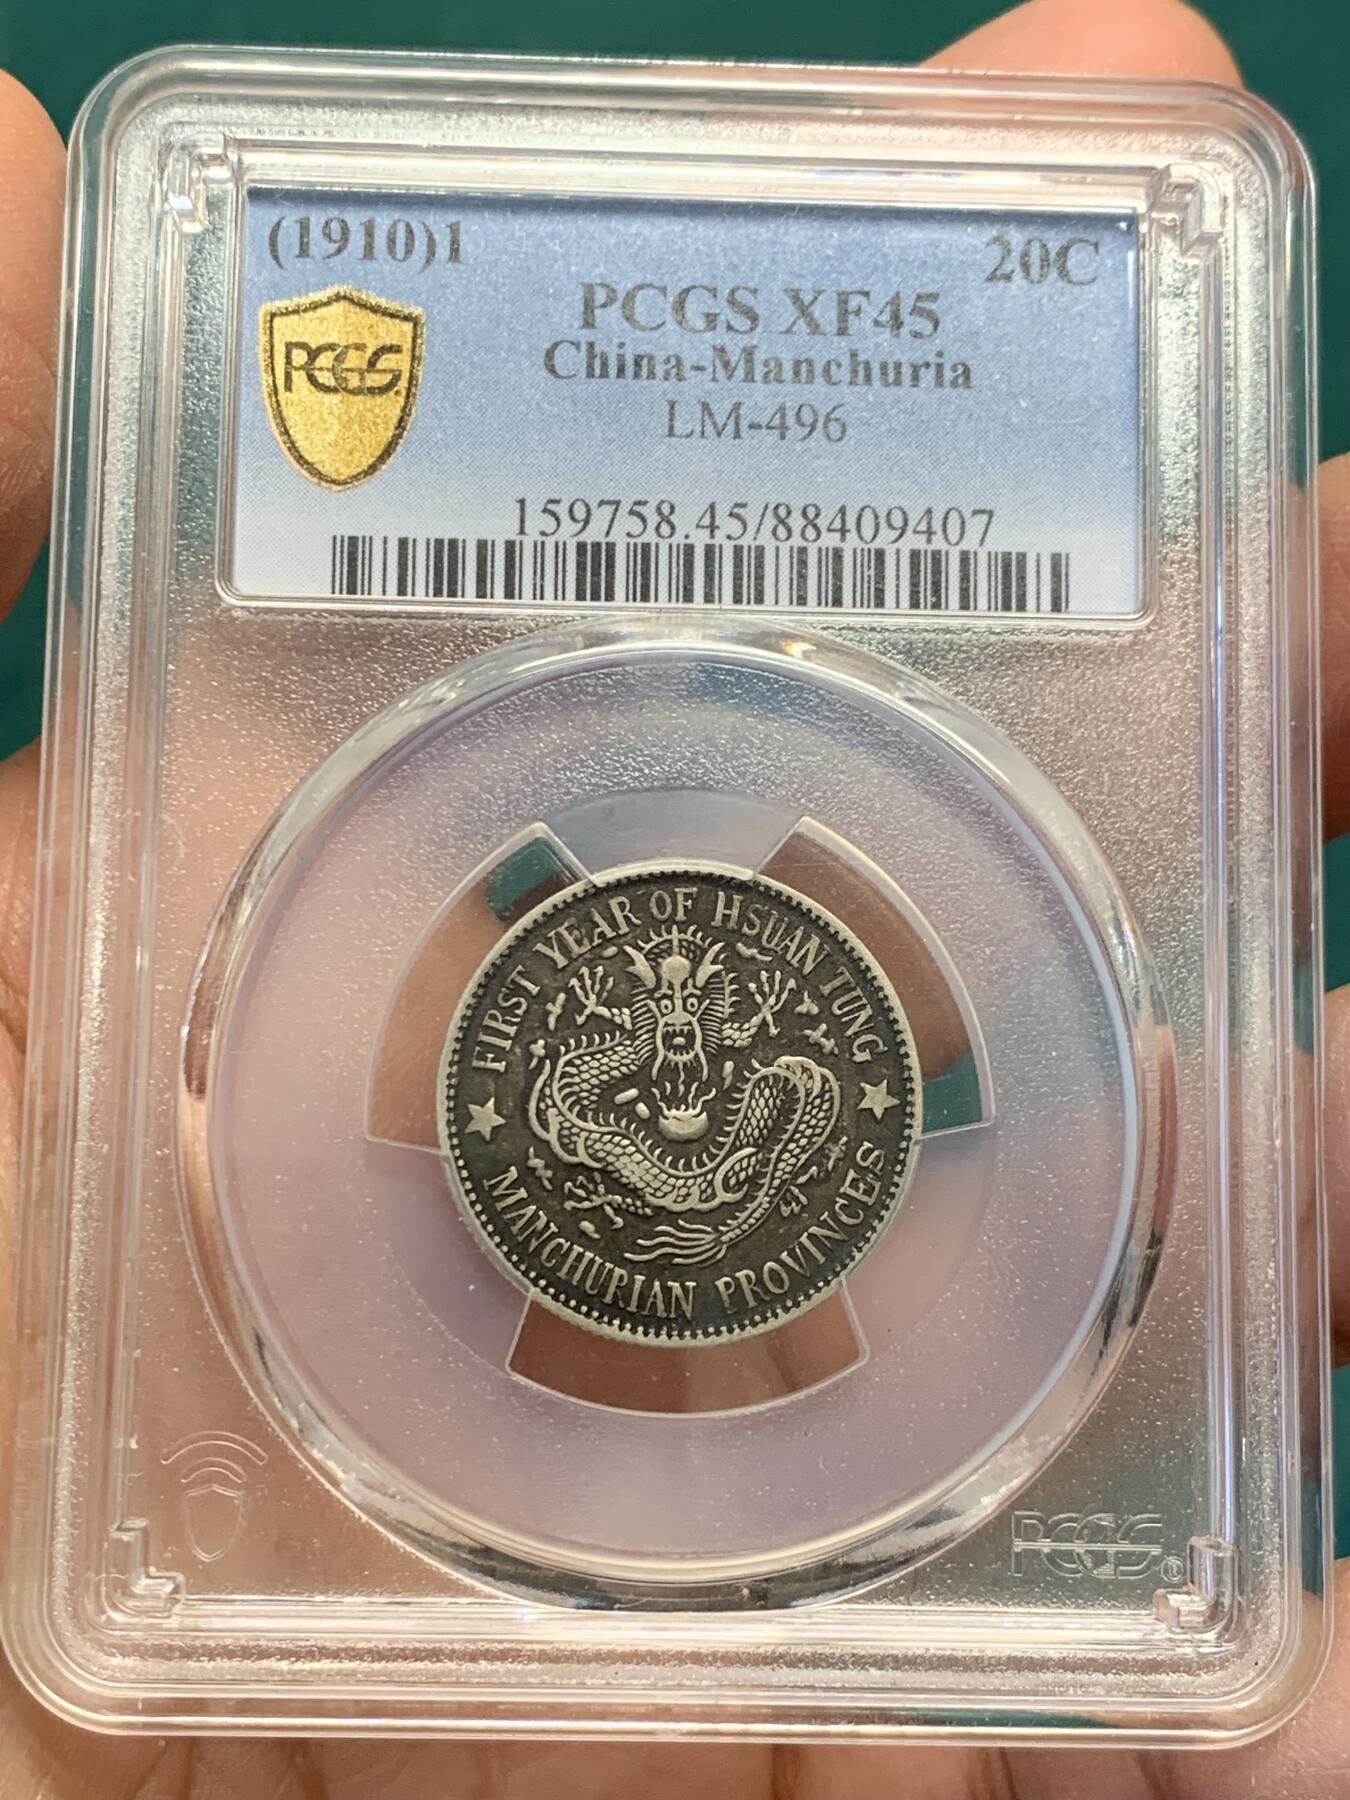 (1910)1
20C
PCGS XF45
China-Manchuria
LM-496
PCGS
159758.45/88409407
FIRST YEAR OF HSUAN TUNG
MANCHURIAN PROVINCES
PCGS®